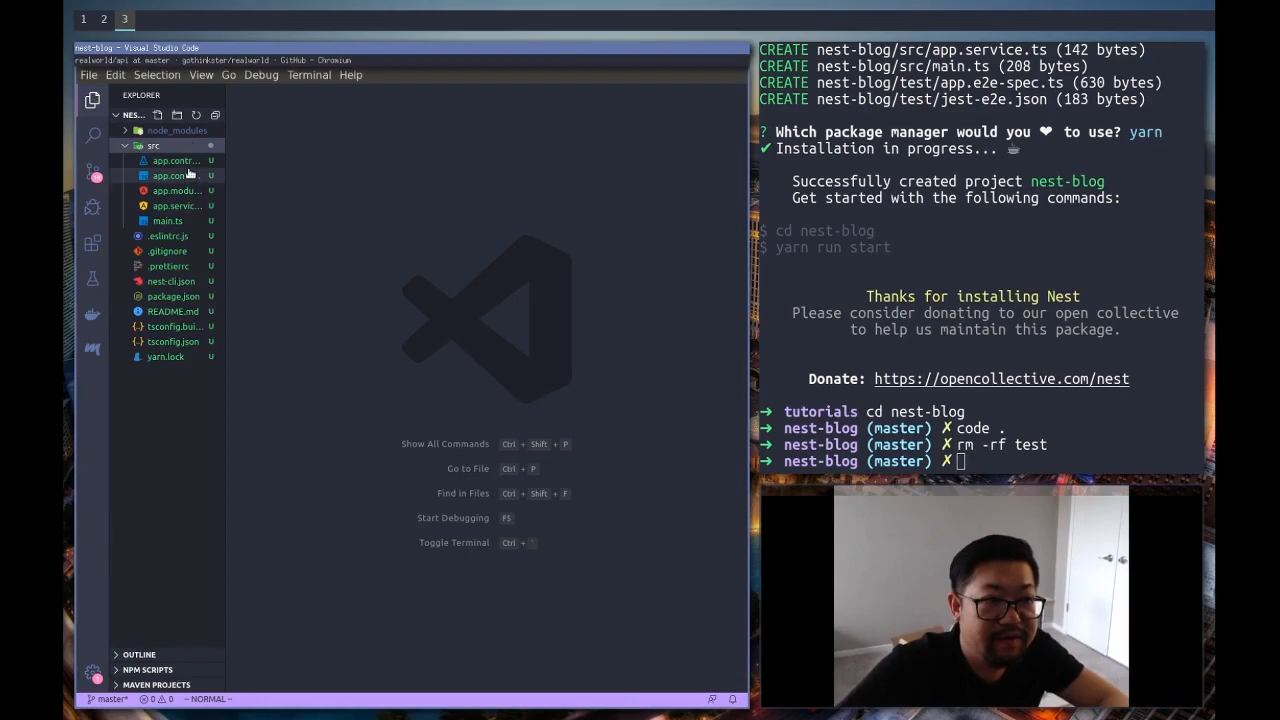 1 2 3
nest-blog - Visual Studio Code
realworld/api at master · gothinkster/realworld · GitHub - Chromium
File Edit Selection View Go Debug Terminal Help
EXPLORER
NES...
node_modules
src
app.contr... U
app.con... U
app.modu... U
app.servic... U
main.ts U
.eslintrc.js U
.gitignore U
.prettierrc U
nest-cli.json U
package.json U
README.md U
tsconfig.bui... U
tsconfig.json U
yarn.lock U
OUTLINE
NPM SCRIPTS
MAVEN PROJECTS
master* 0 0 -- NORMAL --
Show All Commands Ctrl + Shift + P
Go to File Ctrl + P
Find in Files Ctrl + Shift + F
Start Debugging F5
Toggle Terminal Ctrl + `
CREATE nest-blog/src/app.service.ts (142 bytes)
CREATE nest-blog/src/main.ts (208 bytes)
CREATE nest-blog/test/app.e2e-spec.ts (630 bytes)
CREATE nest-blog/test/jest-e2e.json (183 bytes)
? Which package manager would you ❤ to use? yarn
✔ Installation in progress... ☕
Successfully created project nest-blog
Get started with the following commands:
$ cd nest-blog
$ yarn run start
Thanks for installing Nest
Please consider donating to our open collective
to help us maintain this package.
Donate: https://opencollective.com/nest
➜ tutorials cd nest-blog
➜ nest-blog (master) ✗ code .
➜ nest-blog (master) ✗ rm -rf test
➜ nest-blog (master) ✗